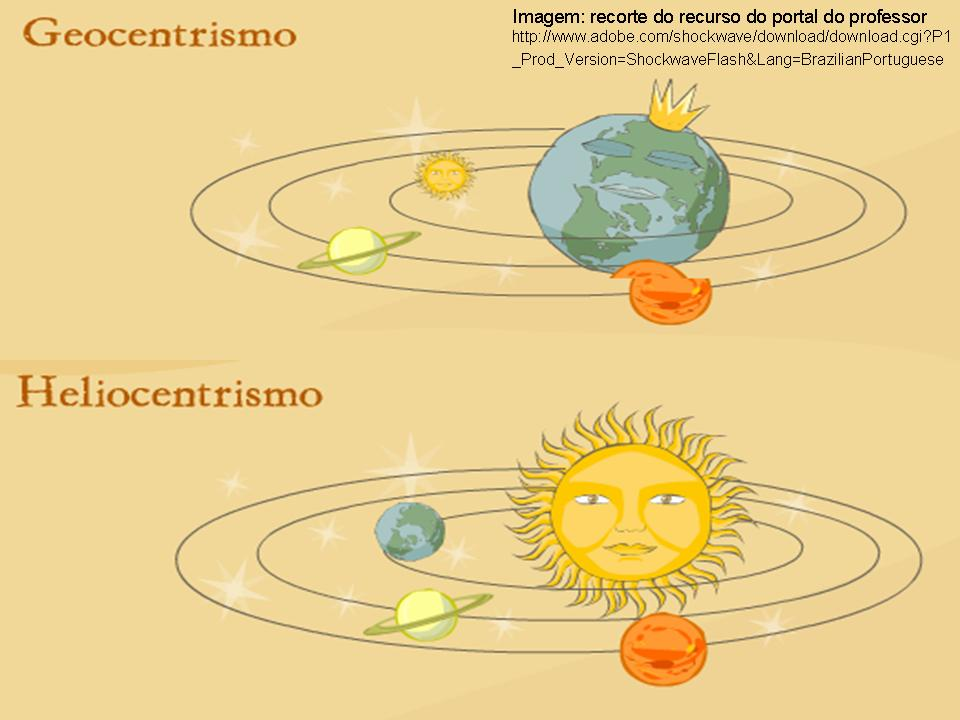 Geocentrismo
Imagem: recorte do recurso do portal do professor
http://www.adobe.com/shockwave/download/download.cgi?P1
_Prod_Version=ShockwaveFlash&Lang=BrazilianPortuguese
Heliocentrismo